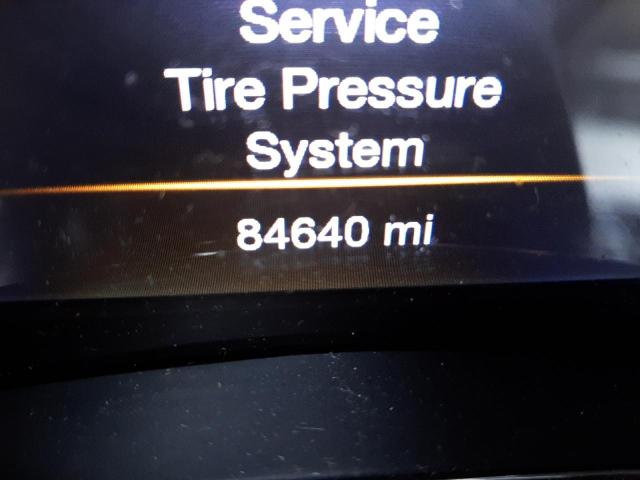 Service
Tire Pressure
System
84640 mi